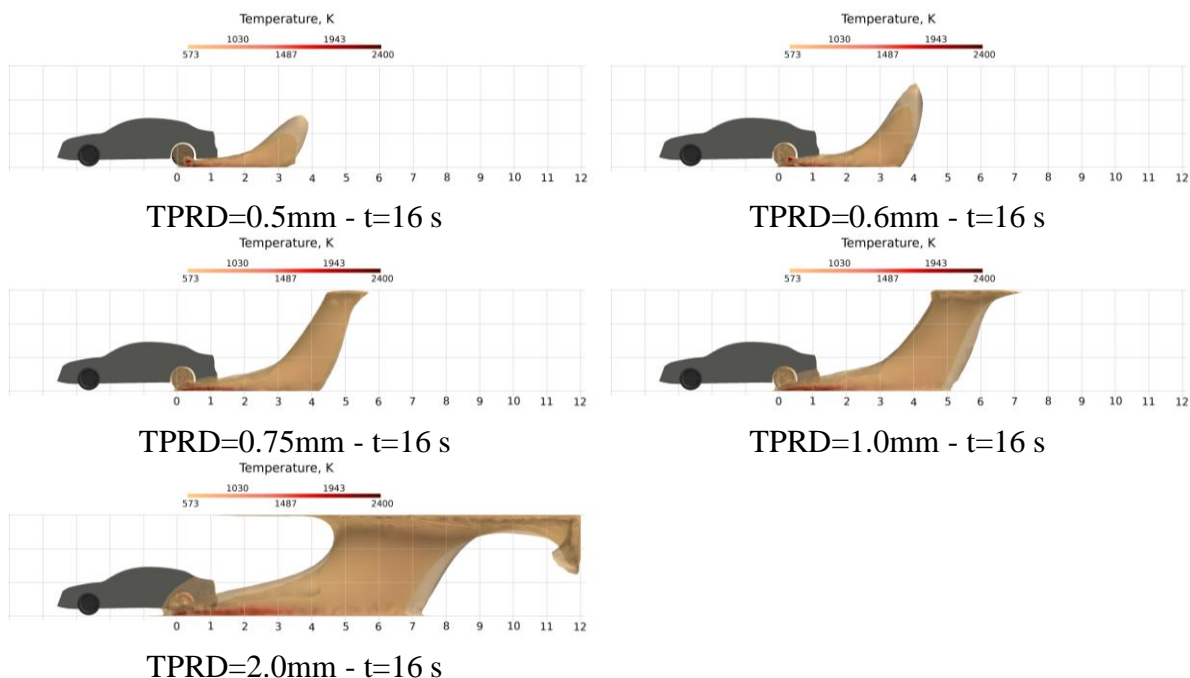 Temperature, K
1030 1943
573 1487 2400
0 1 2 3 4 5 6 7 8 9 10 11 12
TPRD=0.5mm - t=16 s
Temperature, K
1030 1943
573 1487 2400
0 1 2 3 4 5 6 7 8 9 10 11 12
TPRD=0.6mm - t=16 s
Temperature, K
1030 1943
573 1487 2400
0 1 2 3 4 5 6 7 8 9 10 11 12
TPRD=0.75mm - t=16 s
Temperature, K
1030 1943
573 1487 2400
0 1 2 3 4 5 6 7 8 9 10 11 12
TPRD=1.0mm - t=16 s
Temperature, K
1030 1943
573 1487 2400
0 1 2 3 4 5 6 7 8 9 10 11 12
TPRD=2.0mm - t=16 s